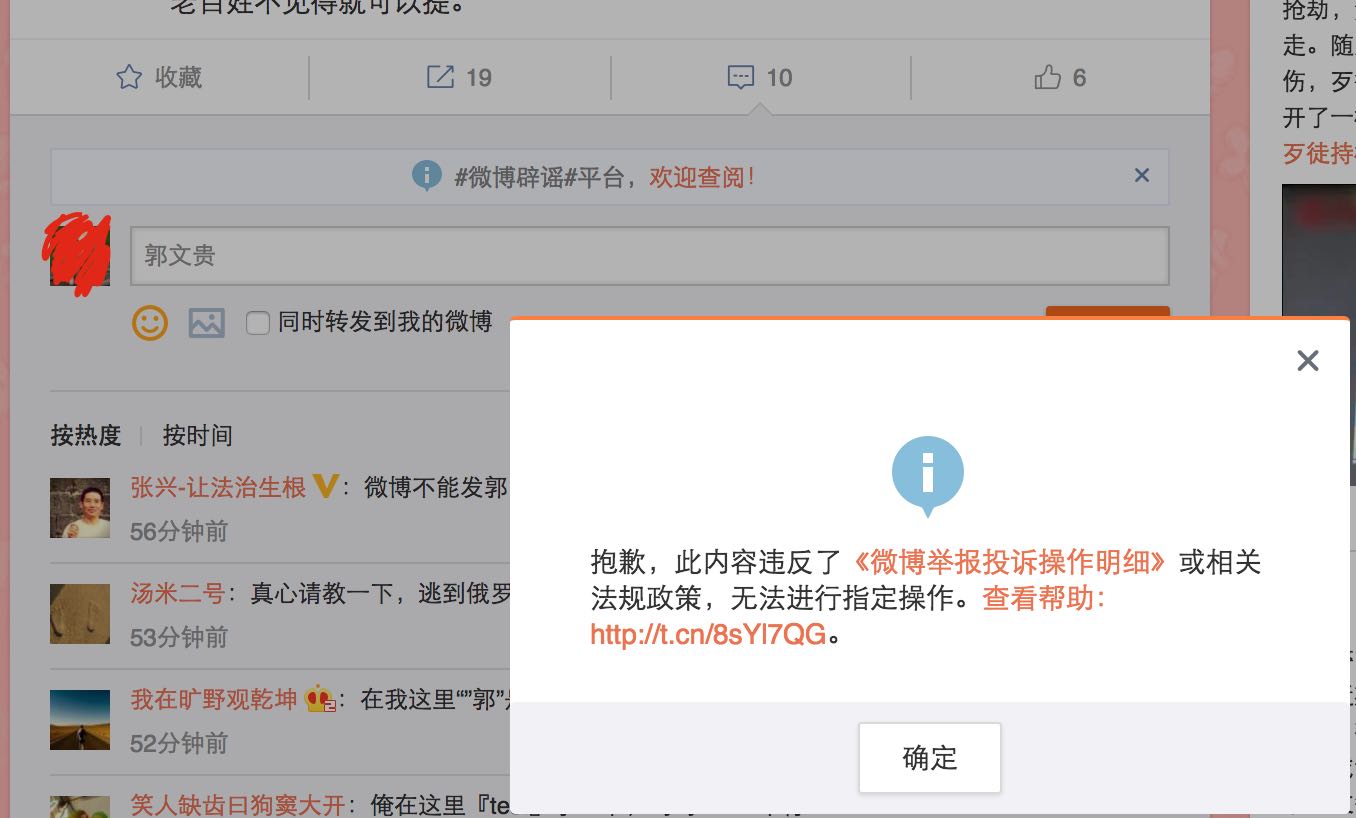 老百姓不见得就可以提。
收藏
19
10
6
#微博辟谣#平台，欢迎查阅！
郭文贵
同时转发到我的微博
按热度
按时间
张兴-让法治生根：微博不能发郭
56分钟前
汤米二号：真心请教一下，逃到俄罗
53分钟前
我在旷野观乾坤：在我这里“”郭”
52分钟前
笑人缺齿曰狗窦大开：俺在这里『te
抱歉，此内容违反了《微博举报投诉操作明细》或相关
法规政策，无法进行指定操作。查看帮助：
http://t.cn/8sYl7QG。
确定
抢劫，
走。随
伤，歹
开了一
歹徒持